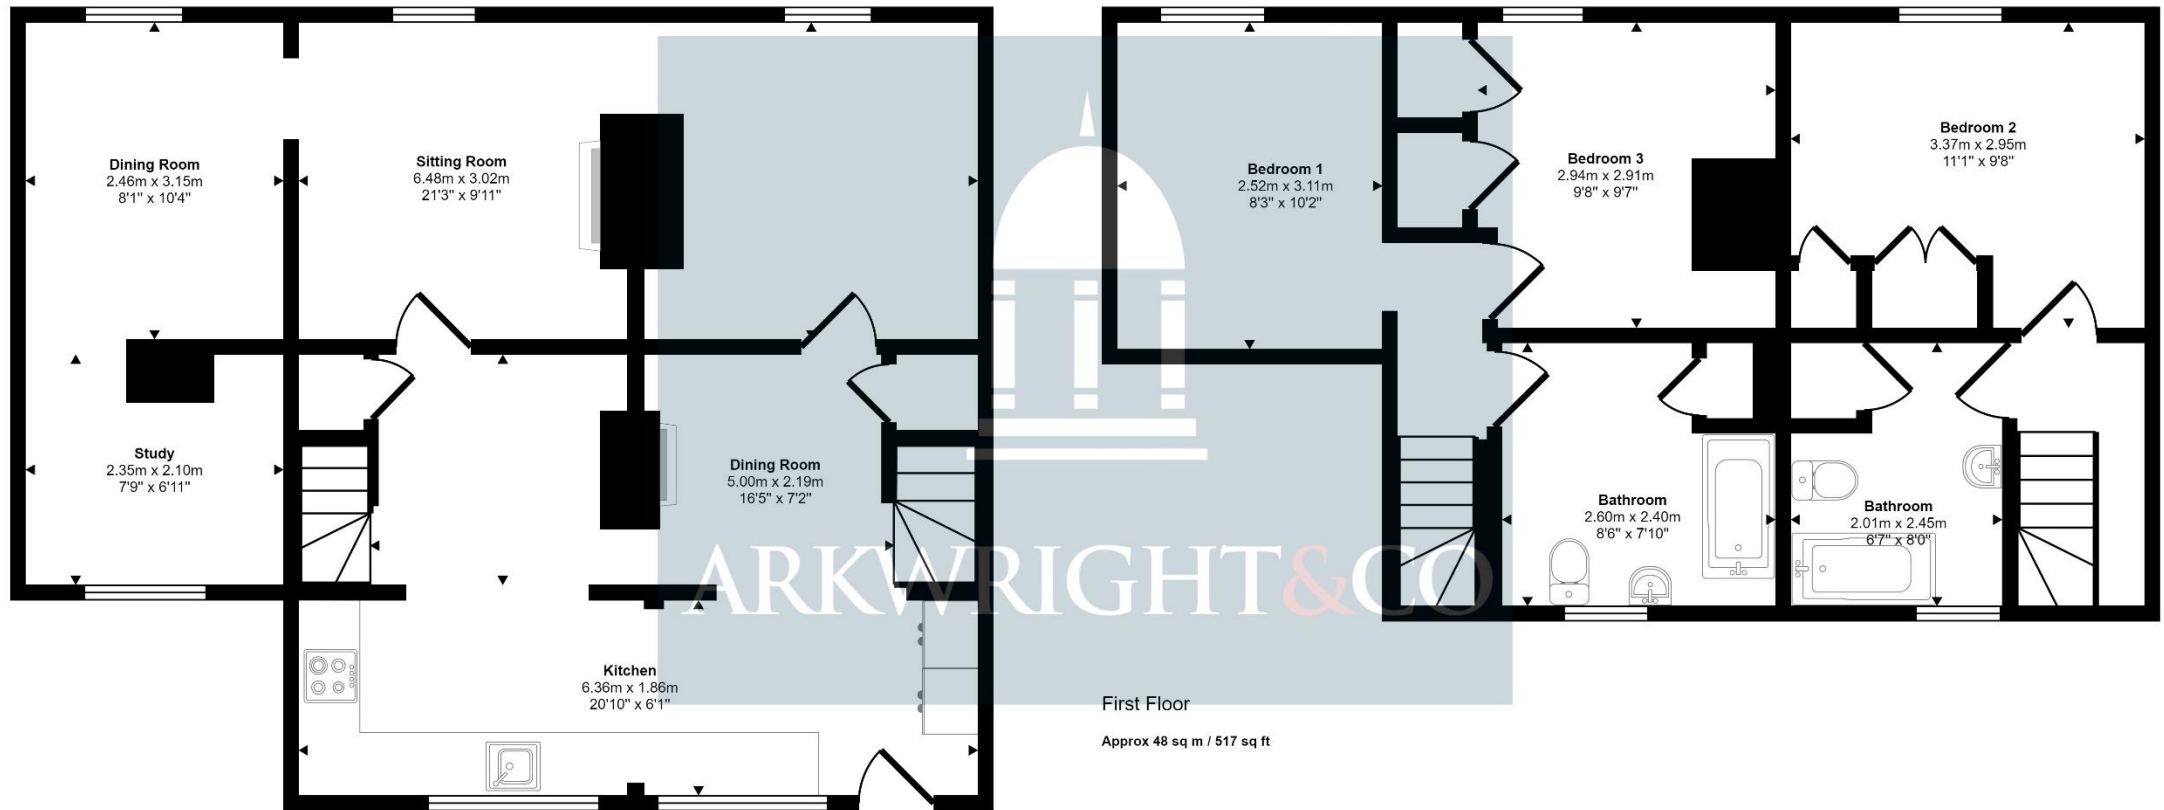 Dining Room
2.46m x 3.15m
8'1" x 10'4"
Sitting Room
6.48m x 3.02m
21'3" x 9'11"
Study
2.35m x 2.10m
7'9" x 6'11"
Dining Room
5.00m x 2.19m
16'5" x 7'2"
Kitchen
6.36m x 1.86m
20'10" x 6'1"
Bedroom 1
2.52m x 3.11m
8'3" x 10'2"
Bedroom 3
2.94m x 2.91m
9'8" x 9'7"
Bedroom 2
3.37m x 2.95m
11'1" x 9'8"
Bathroom
2.60m x 2.40m
8'6" x 7'10"
Bathroom
2.01m x 2.45m
6'7" x 8'0"
ARKWRIGHT&CO
First Floor
Approx 48 sq m / 517 sq ft